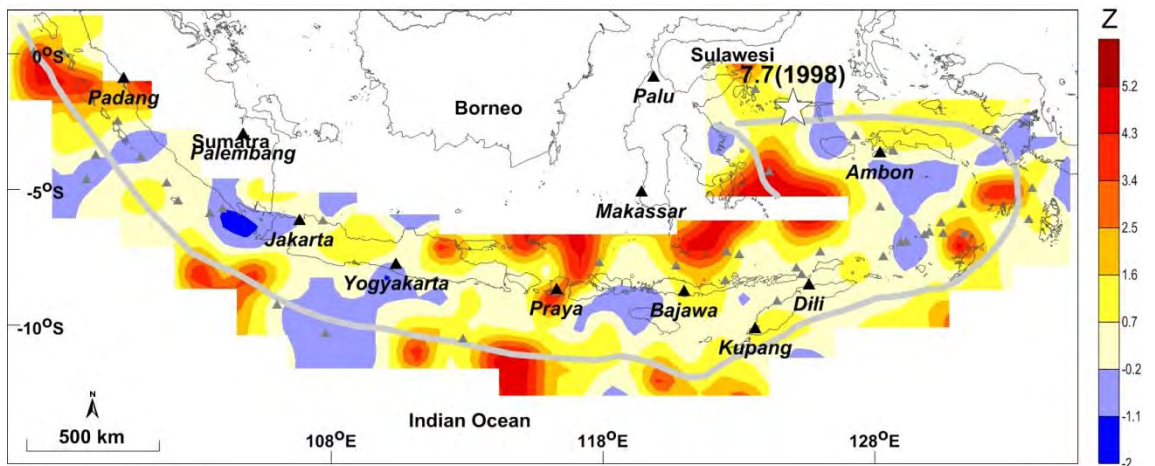 Z
0°S
-5°S
-10°S
Padang
Sumatra
Palembang
Borneo
Sulawesi
7.7(1998)
Palu
Makassar
Ambon
Jakarta
Yogyakarta
Praya
Bajawa
Dili
Kupang
Indian Ocean
N
500 km
108°E
118°E
128°E
5.2
4.3
3.4
2.5
1.6
0.7
-0.2
-1.1
-2